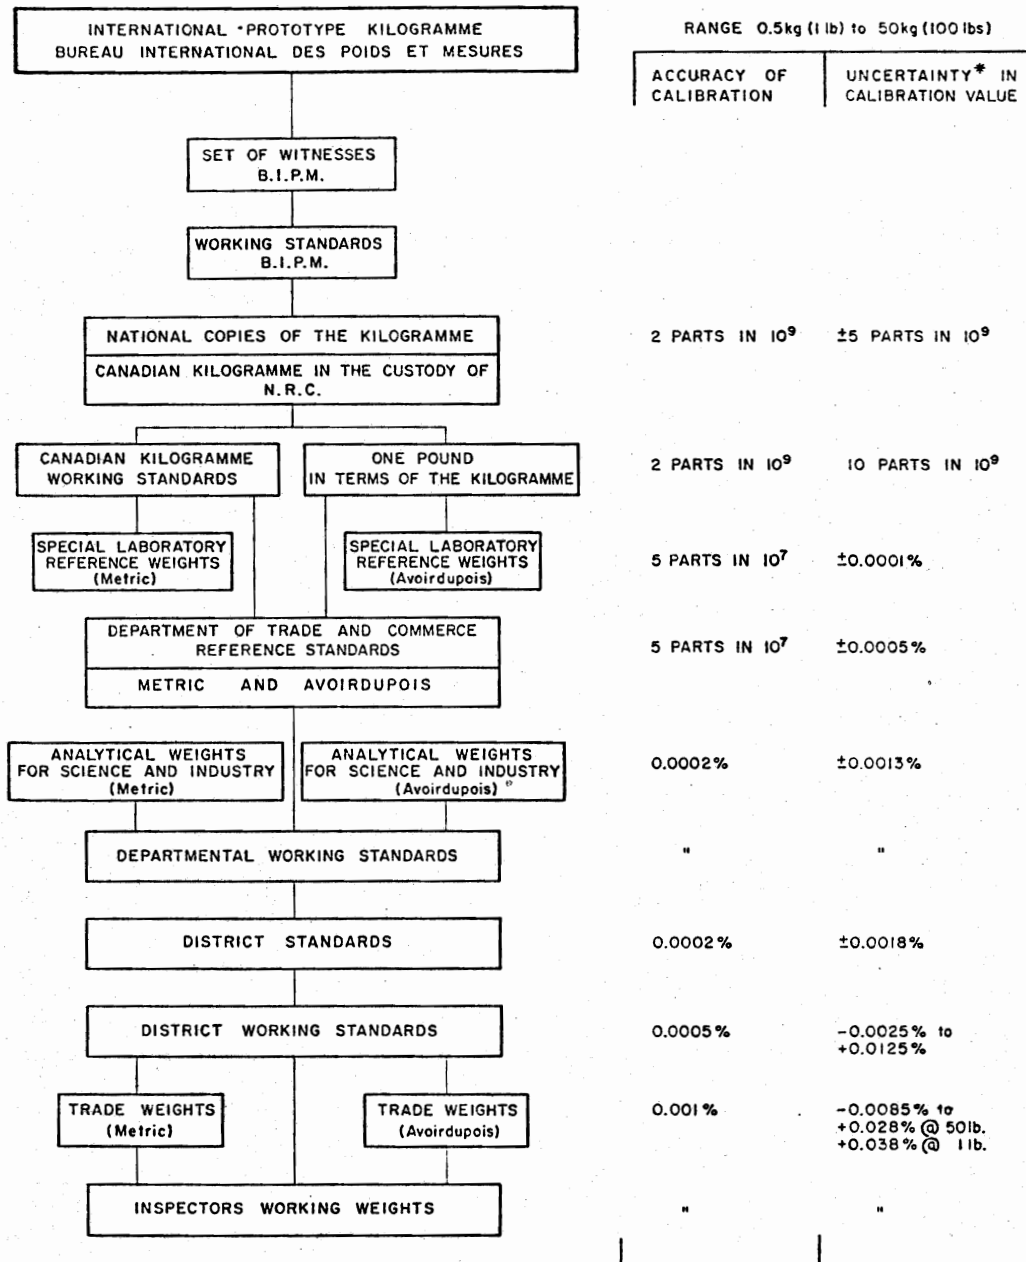 INTERNATIONAL PROTOTYPE KILOGRAMME
BUREAU INTERNATIONAL DES POIDS ET MESURES
RANGE 0.5kg (1 lb) to 50kg (100 lbs)
ACCURACY OF
CALIBRATION
UNCERTAINTY* IN
CALIBRATION VALUE
SET OF WITNESSES
B.I.P.M.
WORKING STANDARDS
B.I.P.M.
NATIONAL COPIES OF THE KILOGRAMME
2 PARTS IN 10⁹
±5 PARTS IN 10⁹
CANADIAN KILOGRAMME IN THE CUSTODY OF
N.R.C.
CANADIAN KILOGRAMME
WORKING STANDARDS
ONE POUND
IN TERMS OF THE KILOGRAMME
2 PARTS IN 10⁹
10 PARTS IN 10⁹
SPECIAL LABORATORY
REFERENCE WEIGHTS
(Metric)
SPECIAL LABORATORY
REFERENCE WEIGHTS
(Avoirdupois)
5 PARTS IN 10⁷
±0.0001%
DEPARTMENT OF TRADE AND COMMERCE
REFERENCE STANDARDS
5 PARTS IN 10⁷
±0.0005%
METRIC AND AVOIRDUPOIS
ANALYTICAL WEIGHTS
FOR SCIENCE AND INDUSTRY
(Metric)
ANALYTICAL WEIGHTS
FOR SCIENCE AND INDUSTRY
(Avoirdupois)
0.0002%
±0.0013%
DEPARTMENTAL WORKING STANDARDS
"
"
DISTRICT STANDARDS
0.0002%
±0.0018%
DISTRICT WORKING STANDARDS
0.0005%
-0.0025% to
+0.0125%
TRADE WEIGHTS
(Metric)
TRADE WEIGHTS
(Avoirdupois)
0.001%
-0.0085% to
+0.028% @ 50lb.
+0.038% @ 1lb.
INSPECTORS WORKING WEIGHTS
"
"